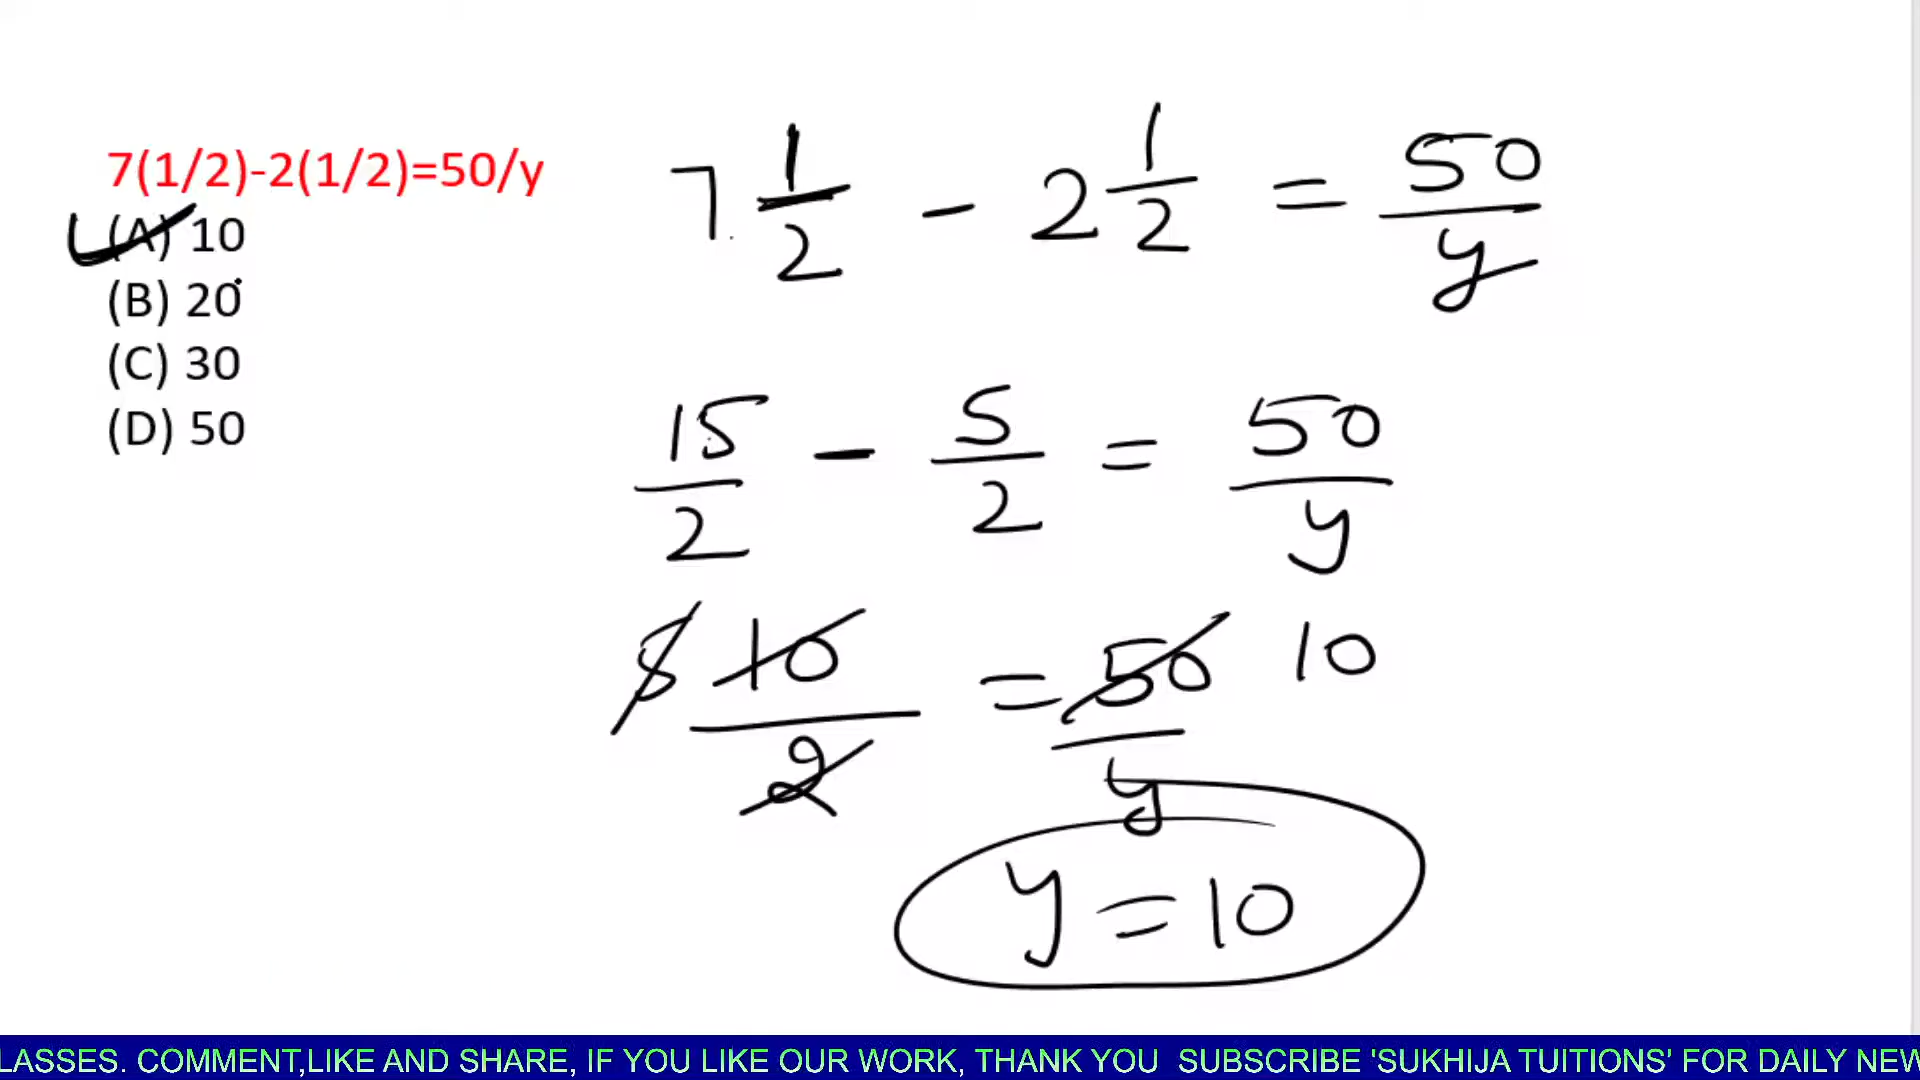 7(1/2)-2(1/2)=50/y
(A) 10
(B) 20
(C) 30
(D) 50
7 1/2 - 2 1/2 = 50/y
15/2 - 5/2 = 50/y
5 10/2 = 50/y 10
y = 10
LASSES. COMMENT,LIKE AND SHARE, IF YOU LIKE OUR WORK, THANK YOU SUBSCRIBE 'SUKHIJA TUITIONS' FOR DAILY NEW